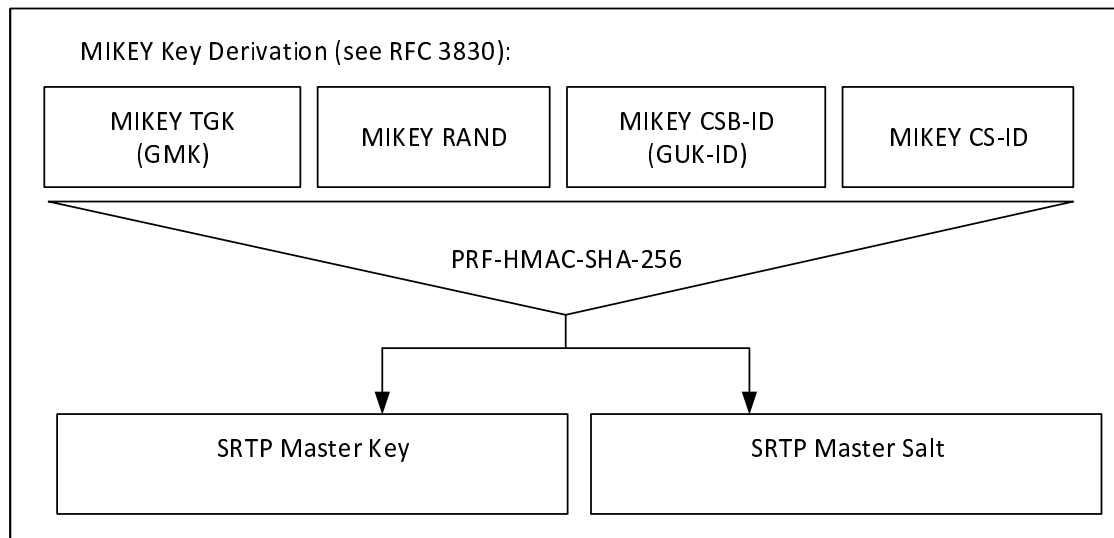 MIKEY Key Derivation (see RFC 3830):
MIKEY TGK
(GMK)
MIKEY RAND
MIKEY CSB-ID
(GUK-ID)
MIKEY CS-ID
PRF-HMAC-SHA-256
SRTP Master Key
SRTP Master Salt